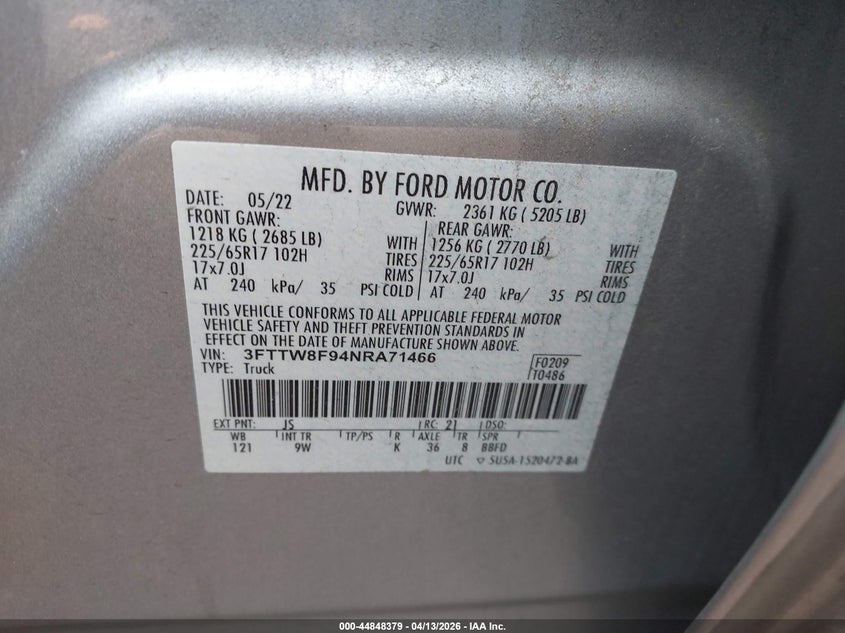 MFD. BY FORD MOTOR CO.
DATE: 05/22 GVWR: 2361 KG ( 5205 LB)
FRONT GAWR: REAR GAWR:
1218 KG ( 2685 LB) WITH 1256 KG ( 2770 LB) WITH
225/65R17 102H TIRES 225/65R17 102H TIRES
17x7.0J RIMS 17x7.0J RIMS
AT 240 kPa/ 35 PSI COLD AT 240 kPa/ 35 PSI COLD
THIS VEHICLE CONFORMS TO ALL APPLICABLE FEDERAL MOTOR
VEHICLE SAFETY AND THEFT PREVENTION STANDARDS IN
EFFECT ON THE DATE OF MANUFACTURE SHOWN ABOVE.
VIN: 3FTTW8F94NRA71466 F0209
TYPE: Truck T0486
EXT PNT: JS RC: 21 DSO:
WB INT TR TP/PS R AXLE TR SPR
121 9W K 36 8 BBFD
UTC SU5A-1520472-BA
000-44848379 - 04/13/2026 - IAA Inc.